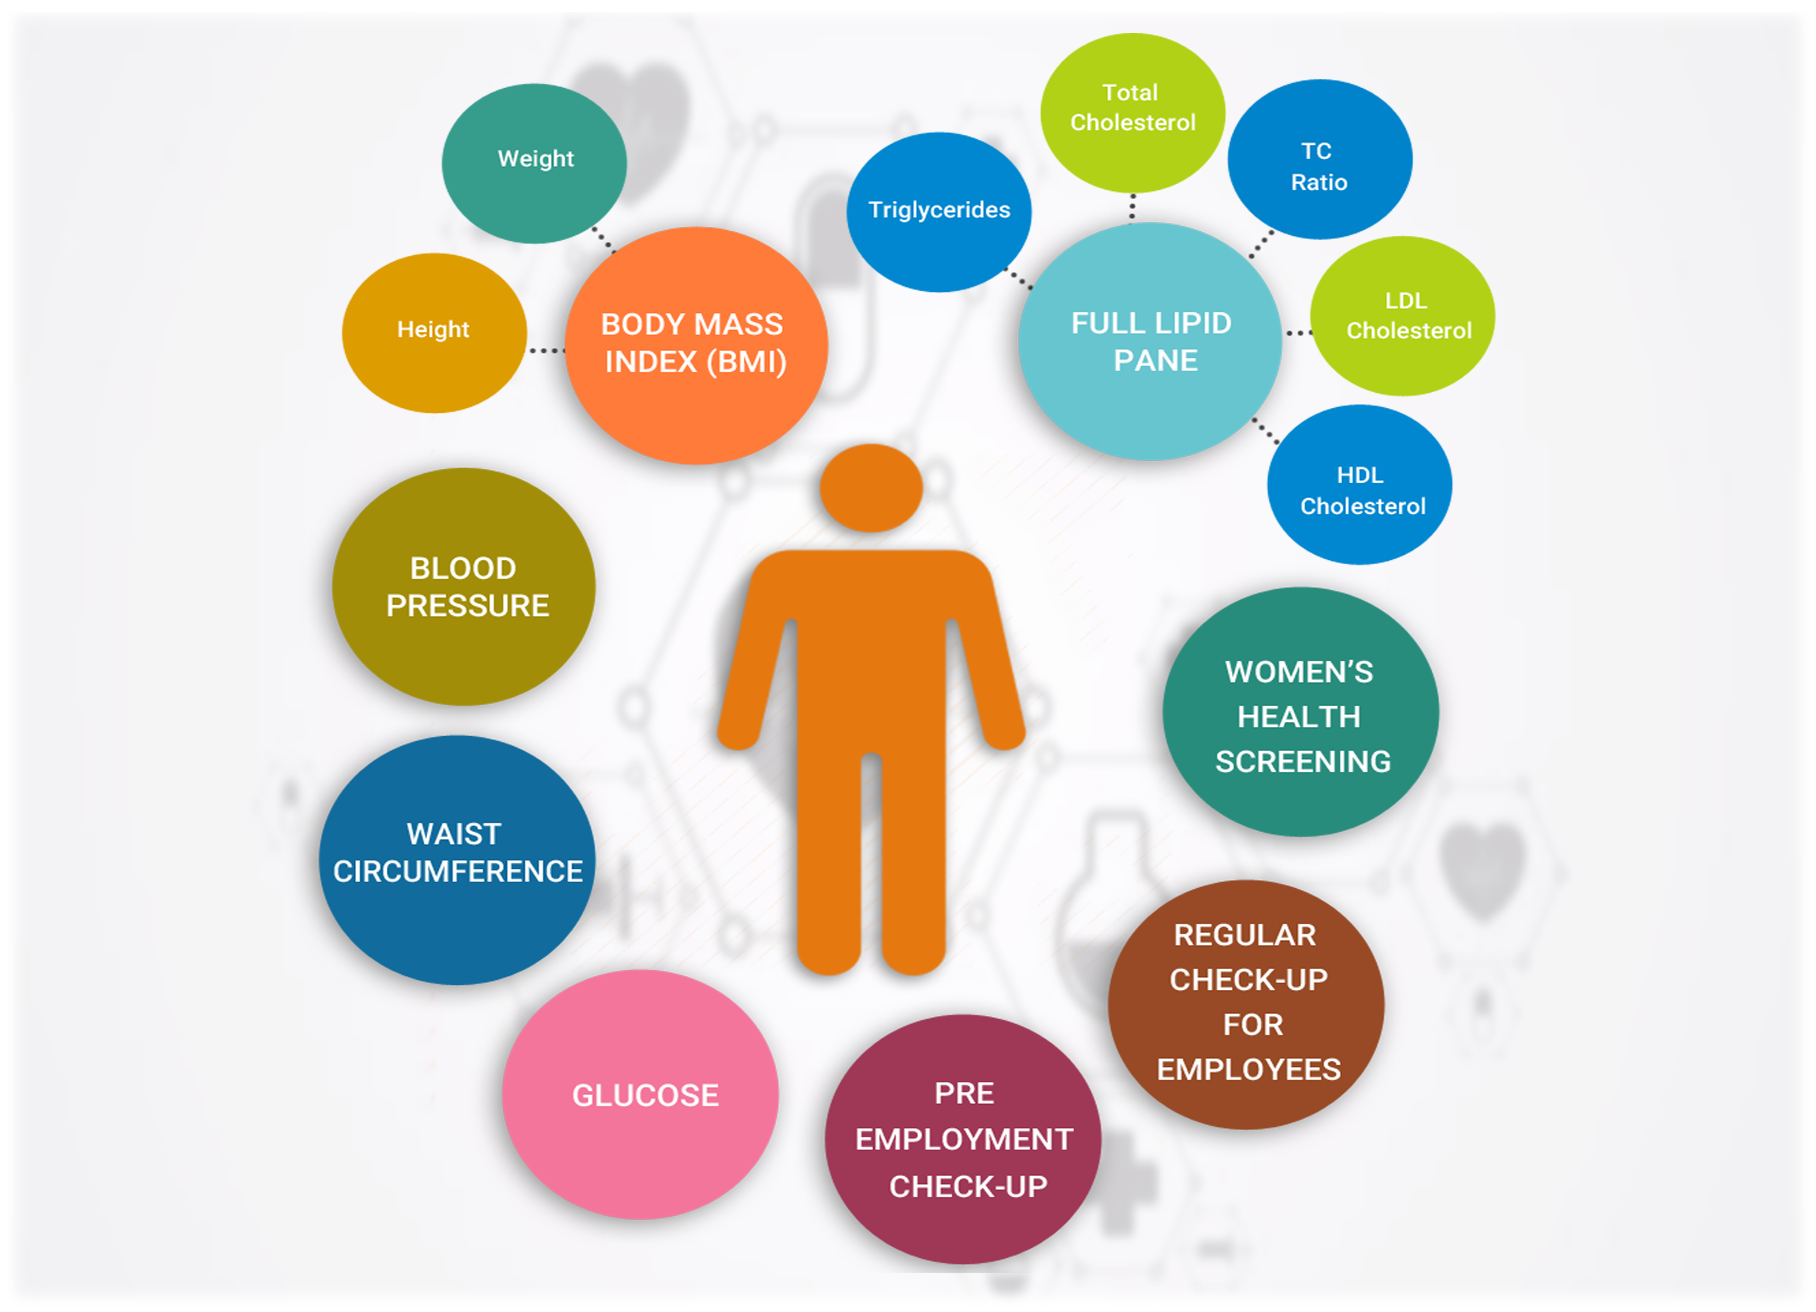 Weight
Height
BODY MASS
INDEX (BMI)
Triglycerides
Total
Cholesterol
TC
Ratio
LDL
Cholesterol
HDL
Cholesterol
FULL LIPID
PANE
BLOOD
PRESSURE
WAIST
CIRCUMFERENCE
GLUCOSE
PRE
EMPLOYMENT
CHECK-UP
REGULAR
CHECK-UP
FOR
EMPLOYEES
WOMEN’S
HEALTH
SCREENING